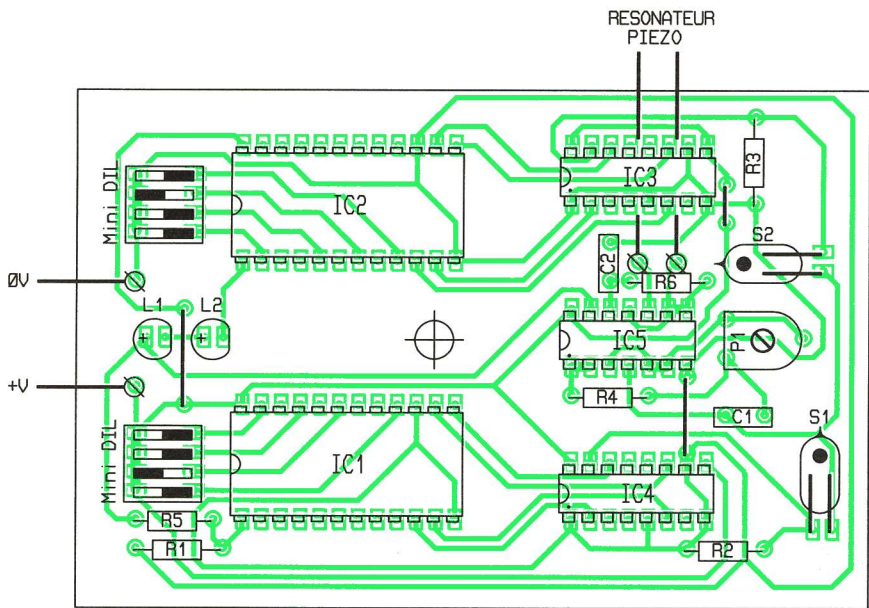 RESONATEUR
PIEZO
Mini DIL
IC2
IC3
R3
S2
C2
R6
ØV
L1
L2
+
+
IC5
P1
+V
R4
C1
S1
Mini DIL
IC1
IC4
R5
R1
R2